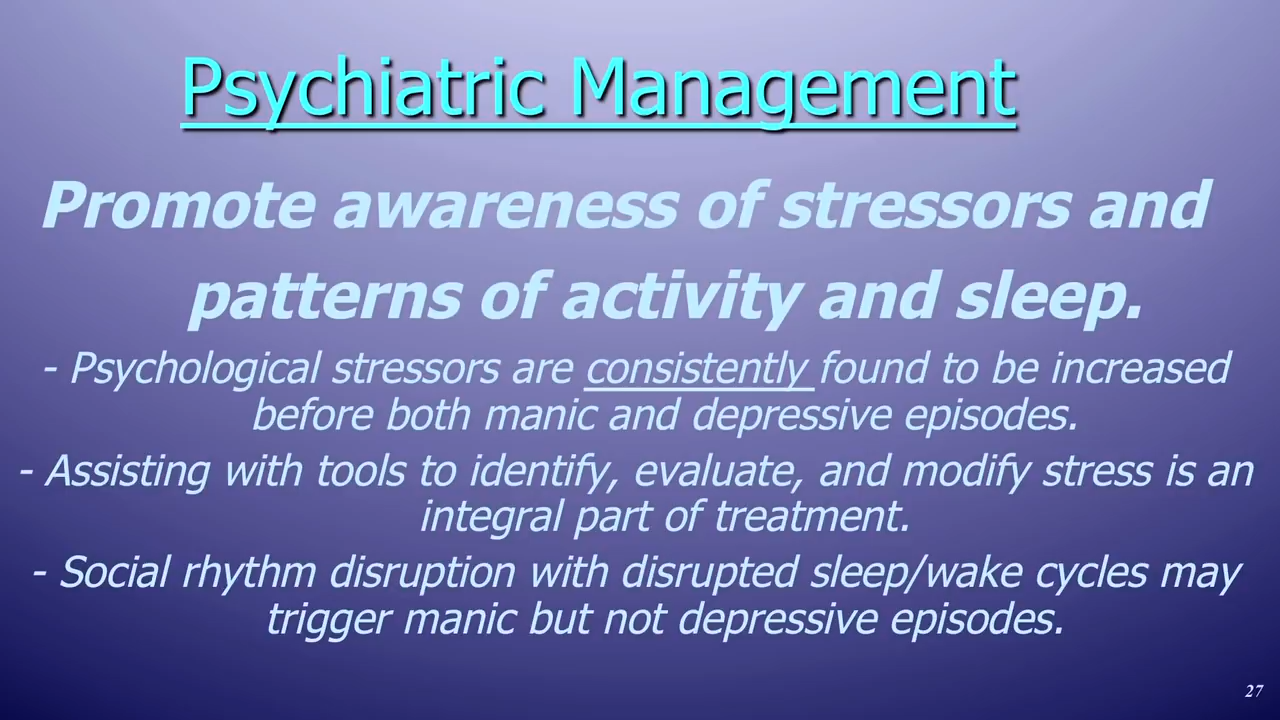 Psychiatric Management
Promote awareness of stressors and
patterns of activity and sleep.
- Psychological stressors are consistently found to be increased
before both manic and depressive episodes.
- Assisting with tools to identify, evaluate, and modify stress is an
integral part of treatment.
- Social rhythm disruption with disrupted sleep/wake cycles may
trigger manic but not depressive episodes.
27